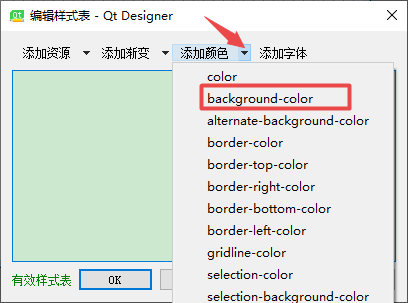 Qt 编辑样式表 - Qt Designer
添加资源 添加渐变 添加颜色 添加字体
color
background-color
alternate-background-color
border-color
border-top-color
border-right-color
border-bottom-color
border-left-color
gridline-color
selection-color
selection-background-color
有效样式表 OK